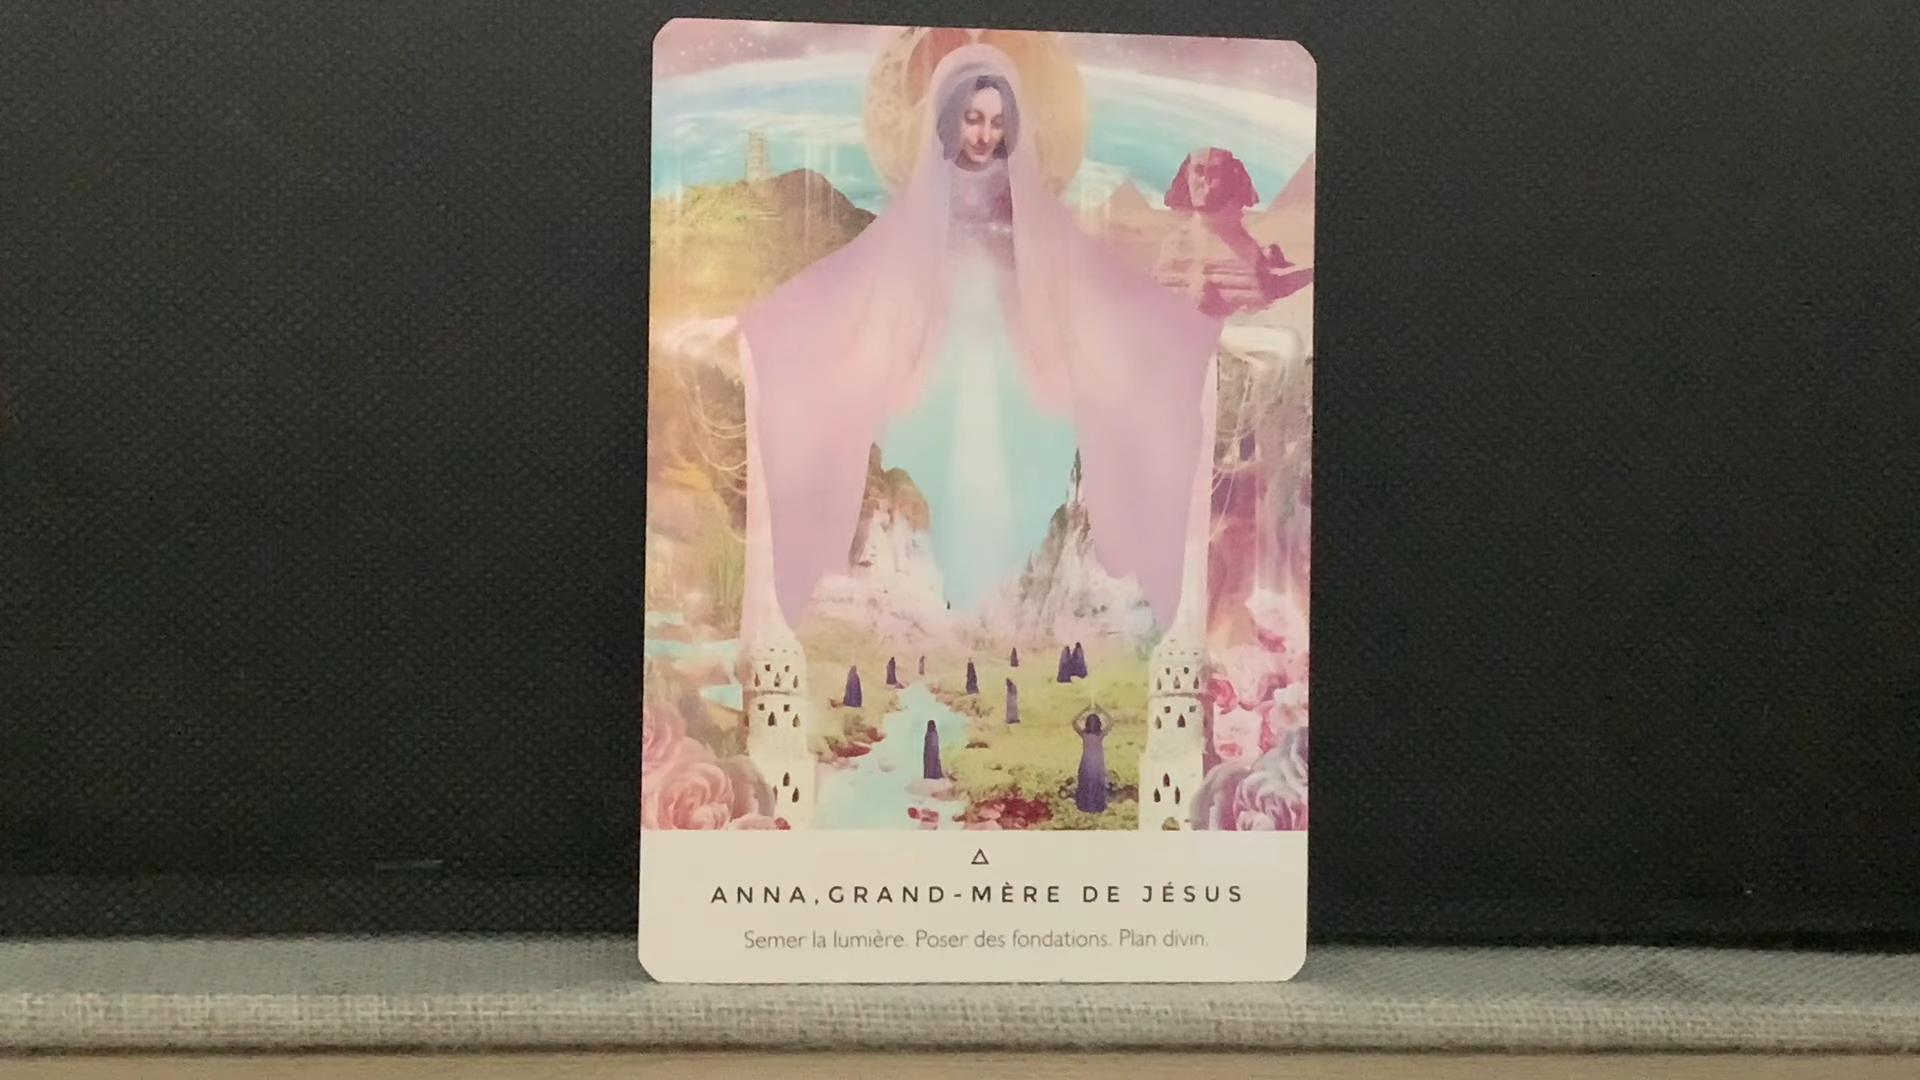 ANNA, GRAND-MÈRE DE JÉSUS
Semer la lumière. Poser des fondations. Plan divin.